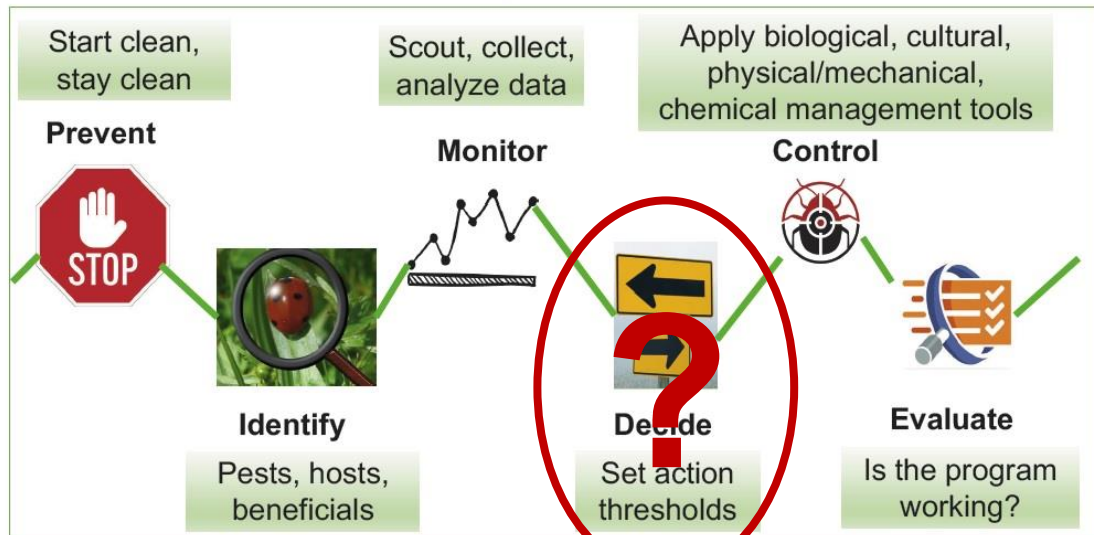 Start clean,
stay clean
Prevent
STOP
Identify
Pests, hosts,
beneficials
Scout, collect,
analyze data
Monitor
?
Decide
Set action
thresholds
Apply biological, cultural,
physical/mechanical,
chemical management tools
Control
Evaluate
Is the program
working?